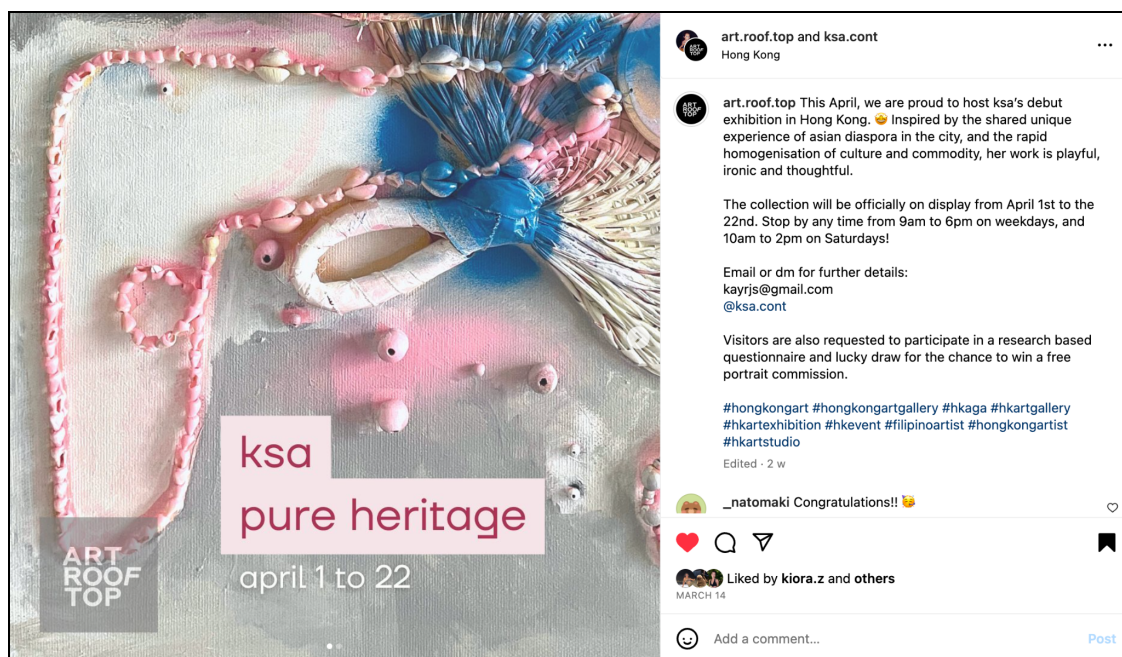 ksa
pure heritage
april 1 to 22
ART
ROOF
TOP
art.roof.top and ksa.cont
Hong Kong
ART
ROOF
TOP
art.roof.top This April, we are proud to host ksa's debut
exhibition in Hong Kong. 🤩 Inspired by the shared unique
experience of asian diaspora in the city, and the rapid
homogenisation of culture and commodity, her work is playful,
ironic and thoughtful.
The collection will be officially on display from April 1st to the
22nd. Stop by any time from 9am to 6pm on weekdays, and
10am to 2pm on Saturdays!
Email or dm for further details:
kayrjs@gmail.com
@ksa.cont
Visitors are also requested to participate in a research based
questionnaire and lucky draw for the chance to win a free
portrait commission.
#hongkongart #hongkongartgallery #hkaga #hkartgallery
#hkartexhibition #hkevent #filipinoartist #hongkongartist
#hkartstudio
Edited · 2 w
_natomaki Congratulations!! 🥳
Liked by kiora.z and others
MARCH 14
Add a comment...
Post